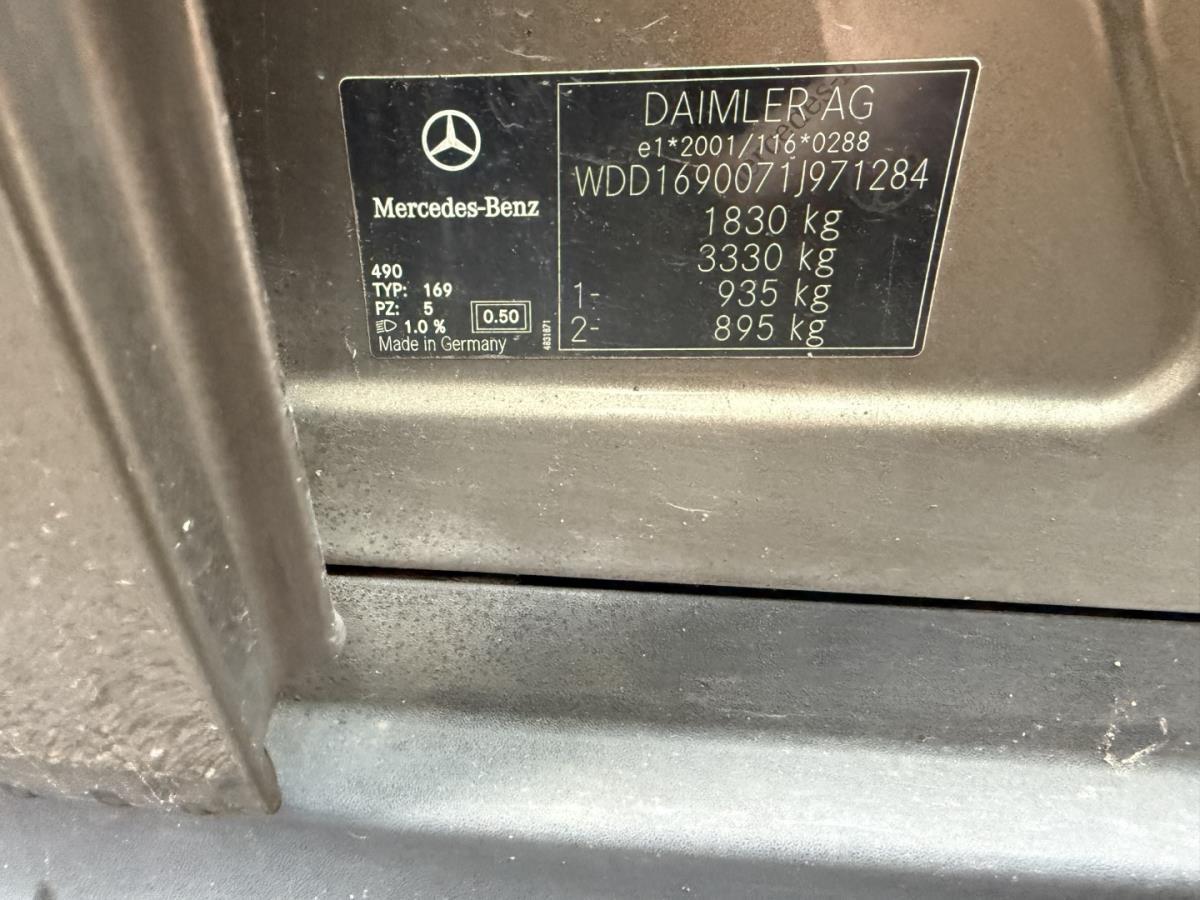 Mercedes-Benz
490
TYP: 169
PZ: 5
1.0 %
0.50
Made in Germany
4831871
DAIMLER AG
e1*2001/116*0288
WDD1690071J971284
1830 kg
3330 kg
1- 935 kg
2- 895 kg